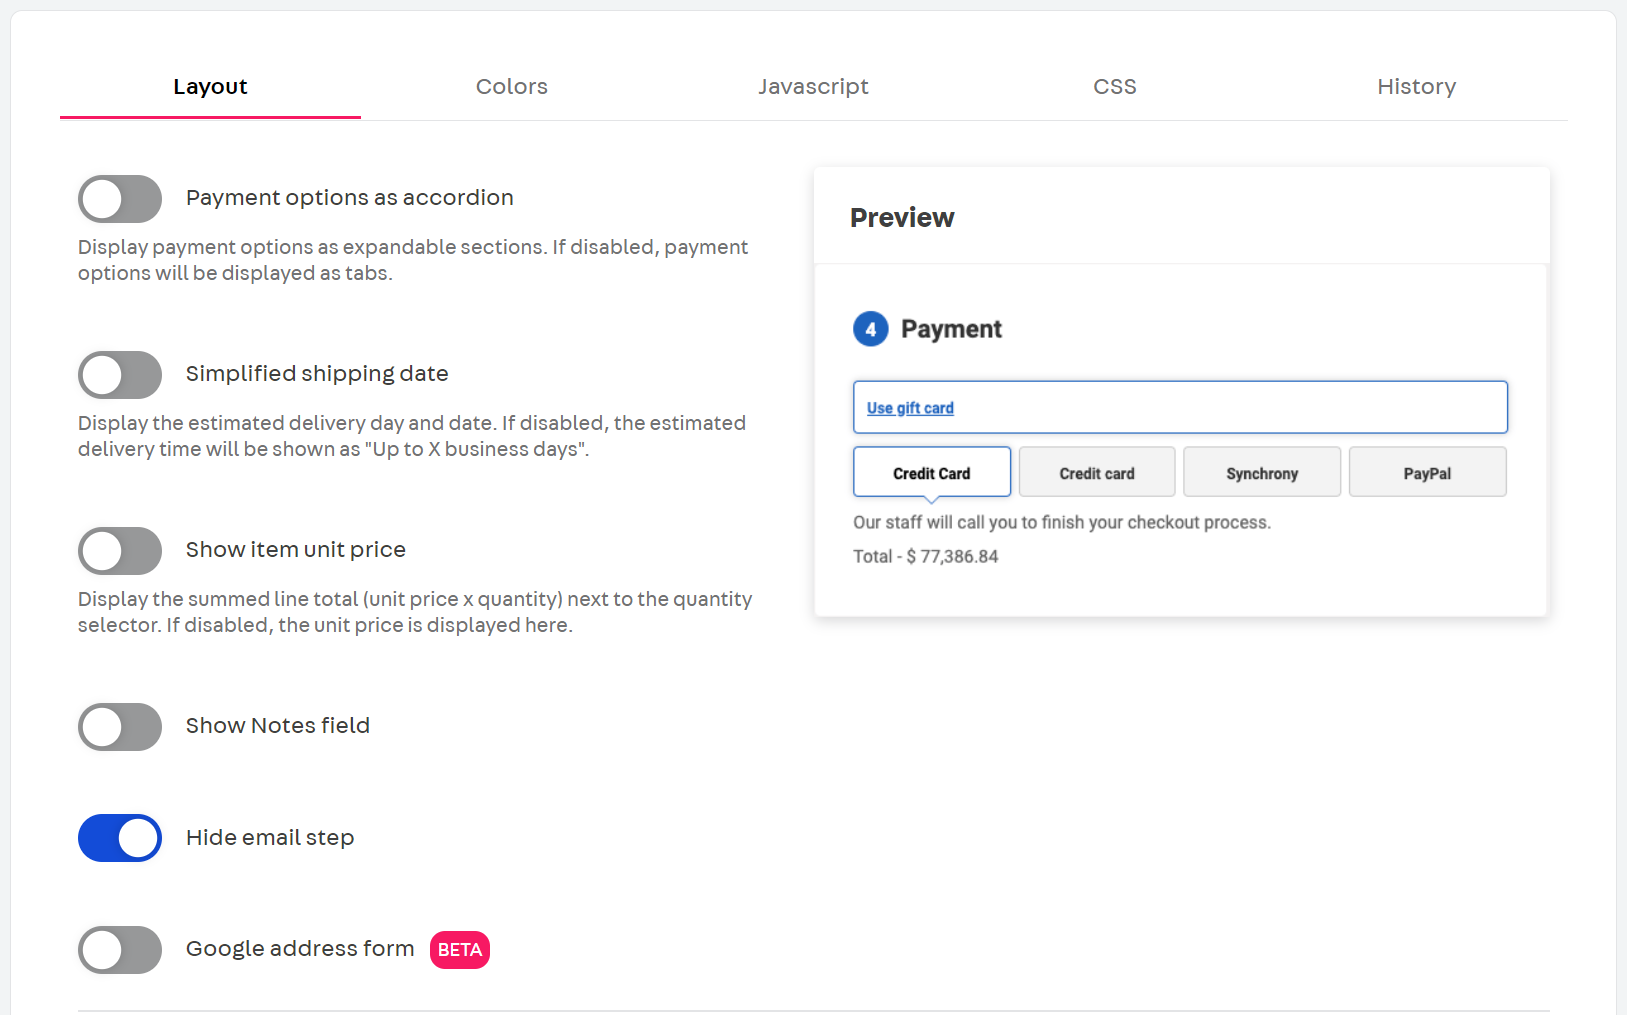 Layout
Colors
Javascript
CSS
History
Payment options as accordion
Display payment options as expandable sections. If disabled, payment
options will be displayed as tabs.
Simplified shipping date
Display the estimated delivery day and date. If disabled, the estimated
delivery time will be shown as "Up to X business days".
Show item unit price
Display the summed line total (unit price x quantity) next to the quantity
selector. If disabled, the unit price is displayed here.
Show Notes field
Hide email step
Google address form BETA
Preview
4 Payment
Use gift card
Credit Card
Credit card
Synchrony
PayPal
Our staff will call you to finish your checkout process.
Total - $ 77,386.84